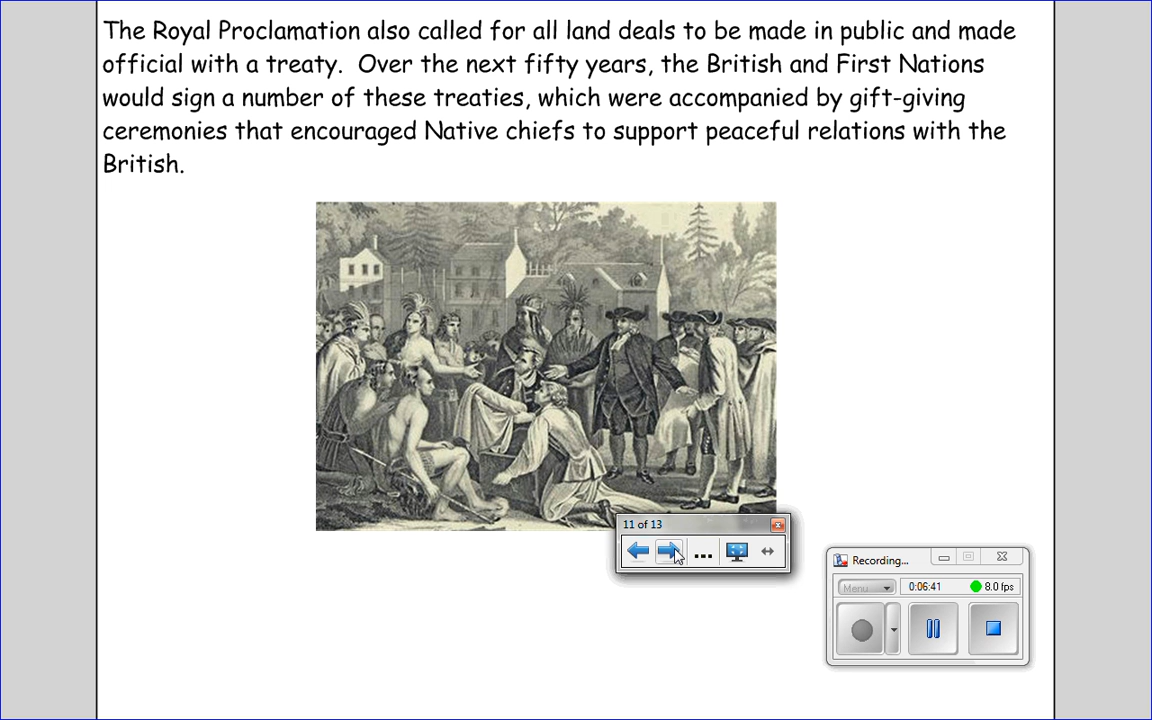 The Royal Proclamation also called for all land deals to be made in public and made
official with a treaty.  Over the next fifty years, the British and First Nations
would sign a number of these treaties, which were accompanied by gift-giving
ceremonies that encouraged Native chiefs to support peaceful relations with the
British.
11 of 13
...
Recording...
Menu 0:06:41 8.0 fps